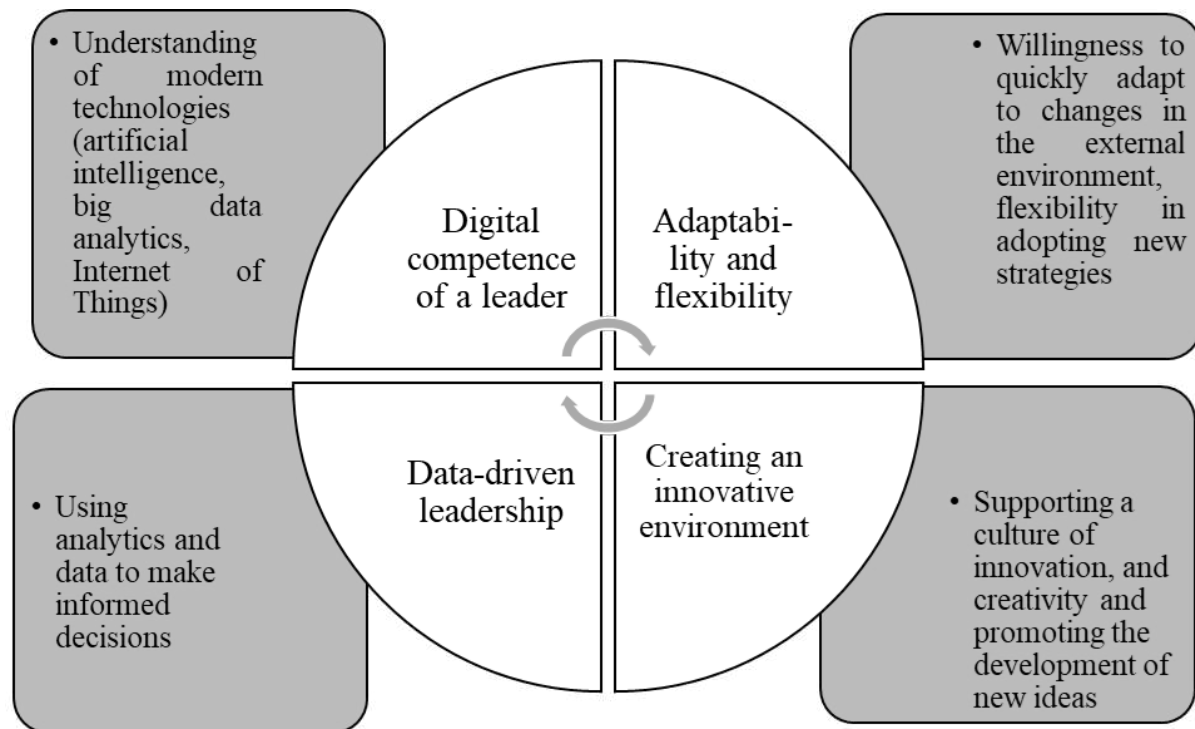 • Understanding
of modern
technologies
(artificial
intelligence,
big data
analytics,
Internet of
Things)
Digital
competence
of a leader
Adaptabi-
lity and
flexibility
• Willingness to
quickly adapt
to changes in
the external
environment,
flexibility in
adopting new
strategies
• Using
analytics and
data to make
informed
decisions
Data-driven
leadership
Creating an
innovative
environment
• Supporting a
culture of
innovation, and
creativity and
promoting the
development of
new ideas